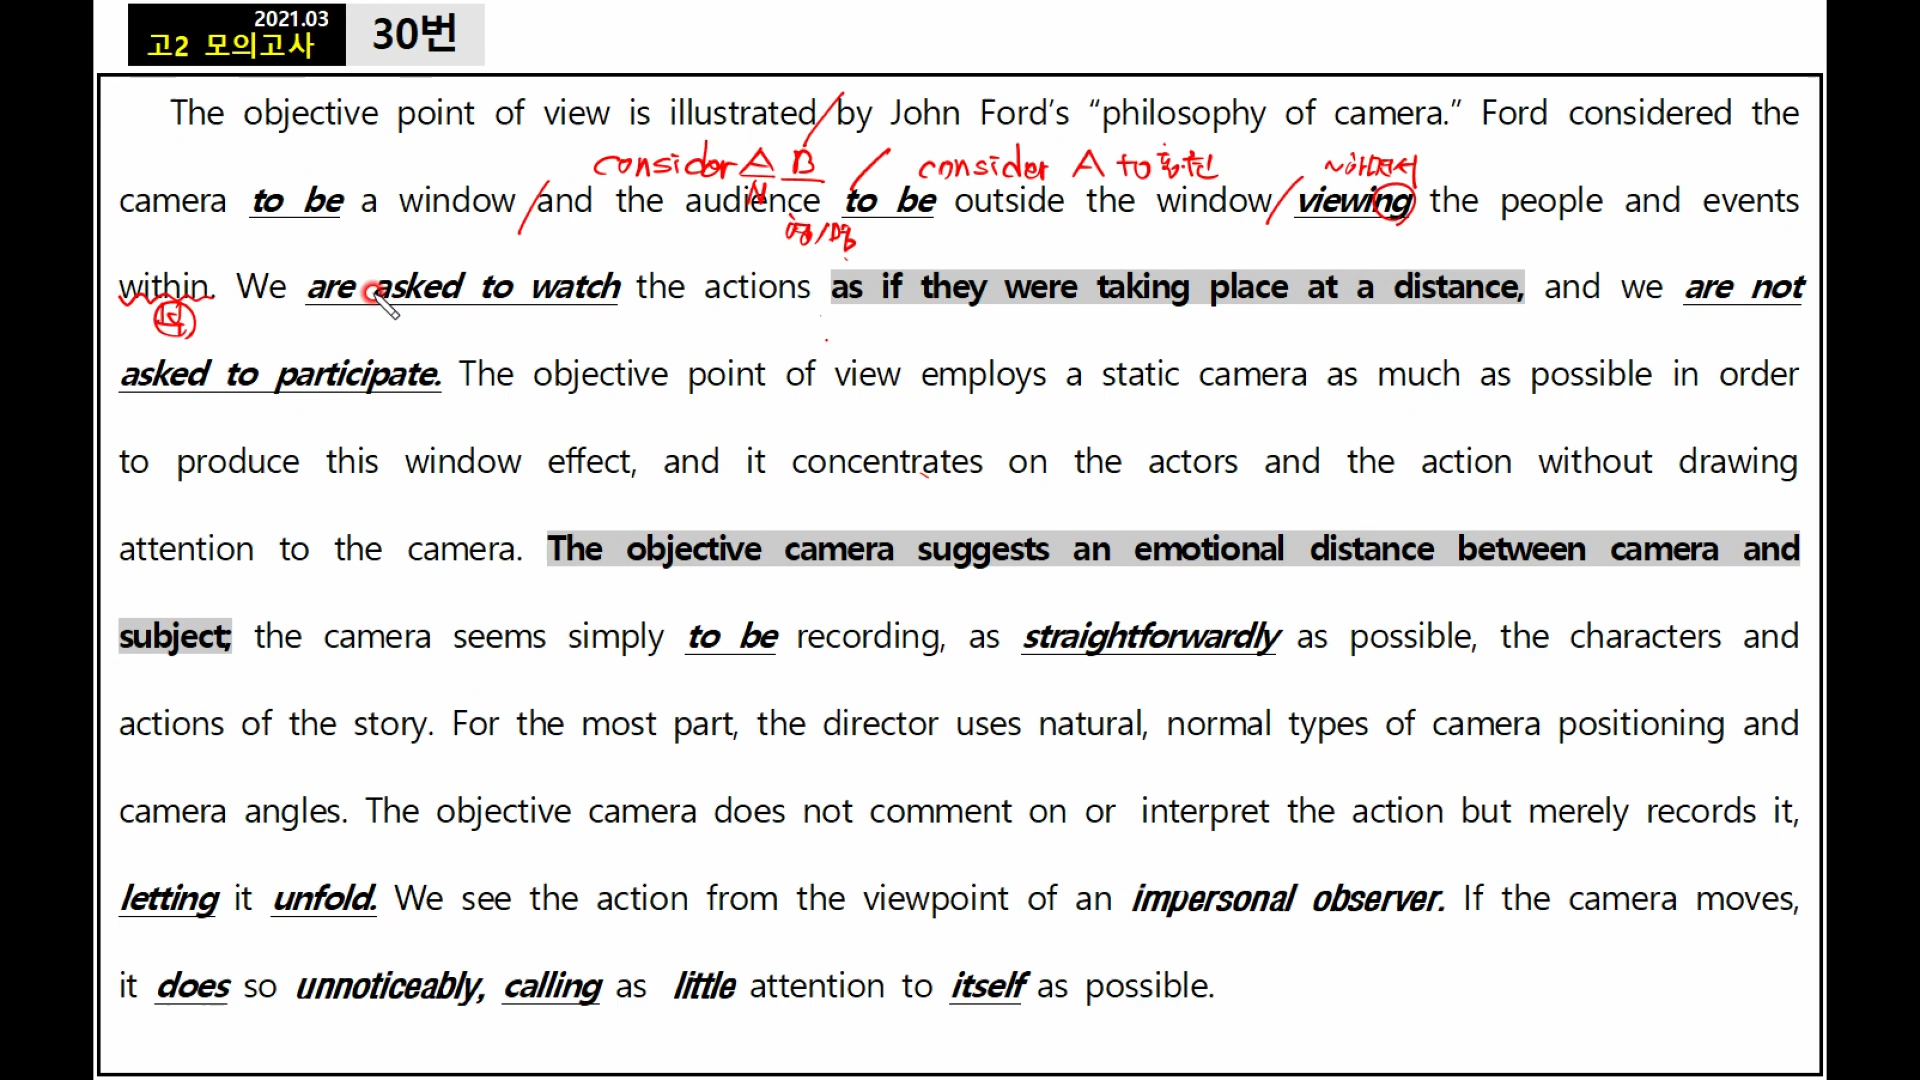 2021.03
고2 모의고사
30번
The objective point of view is illustrated by John Ford’s “philosophy of camera.” Ford considered the
consider A B
consider A to
~하면서
N
camera to be a window and the audience to be outside the window viewing the people and events
within. We are asked to watch the actions as if they were taking place at a distance, and we are not
asked to participate. The objective point of view employs a static camera as much as possible in order
to produce this window effect, and it concentrates on the actors and the action without drawing
attention to the camera. The objective camera suggests an emotional distance between camera and
subject; the camera seems simply to be recording, as straightforwardly as possible, the characters and
actions of the story. For the most part, the director uses natural, normal types of camera positioning and
camera angles. The objective camera does not comment on or interpret the action but merely records it,
letting it unfold. We see the action from the viewpoint of an impersonal observer. If the camera moves,
it does so unnoticeably, calling as little attention to itself as possible.